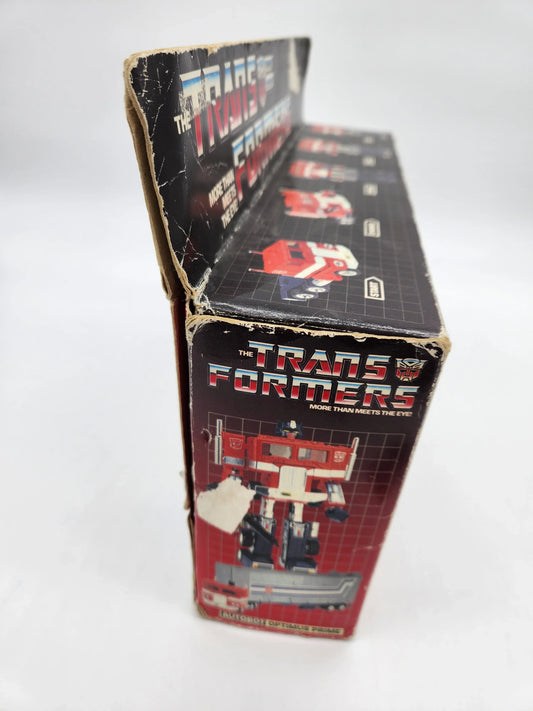 THE
TRANS
FORMERS
MORE THAN
MEETS
THE EYE
START
THE TRANS
FORMERS
MORE THAN MEETS THE EYE!
AUTOBOT OPTIMUS PRIME